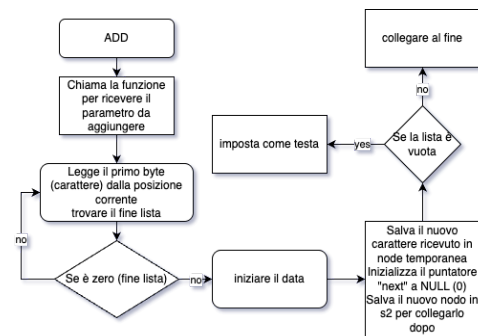 ADD
Chiama la funzione
per ricevere il
parametro da
aggiungere
Legge il primo byte
(carattere) dalla posizione
corrente
trovare il fine lista
no
Se è zero (fine lista)
no
iniziare il data
Salva il nuovo
carattere ricevuto in
node temporanea
Inizializza il puntatore
"next" a NULL (0)
Salva il nuovo nodo in
s2 per collegarlo
dopo
Se la lista è
vuota
yes
imposta come testa
no
collegare al fine